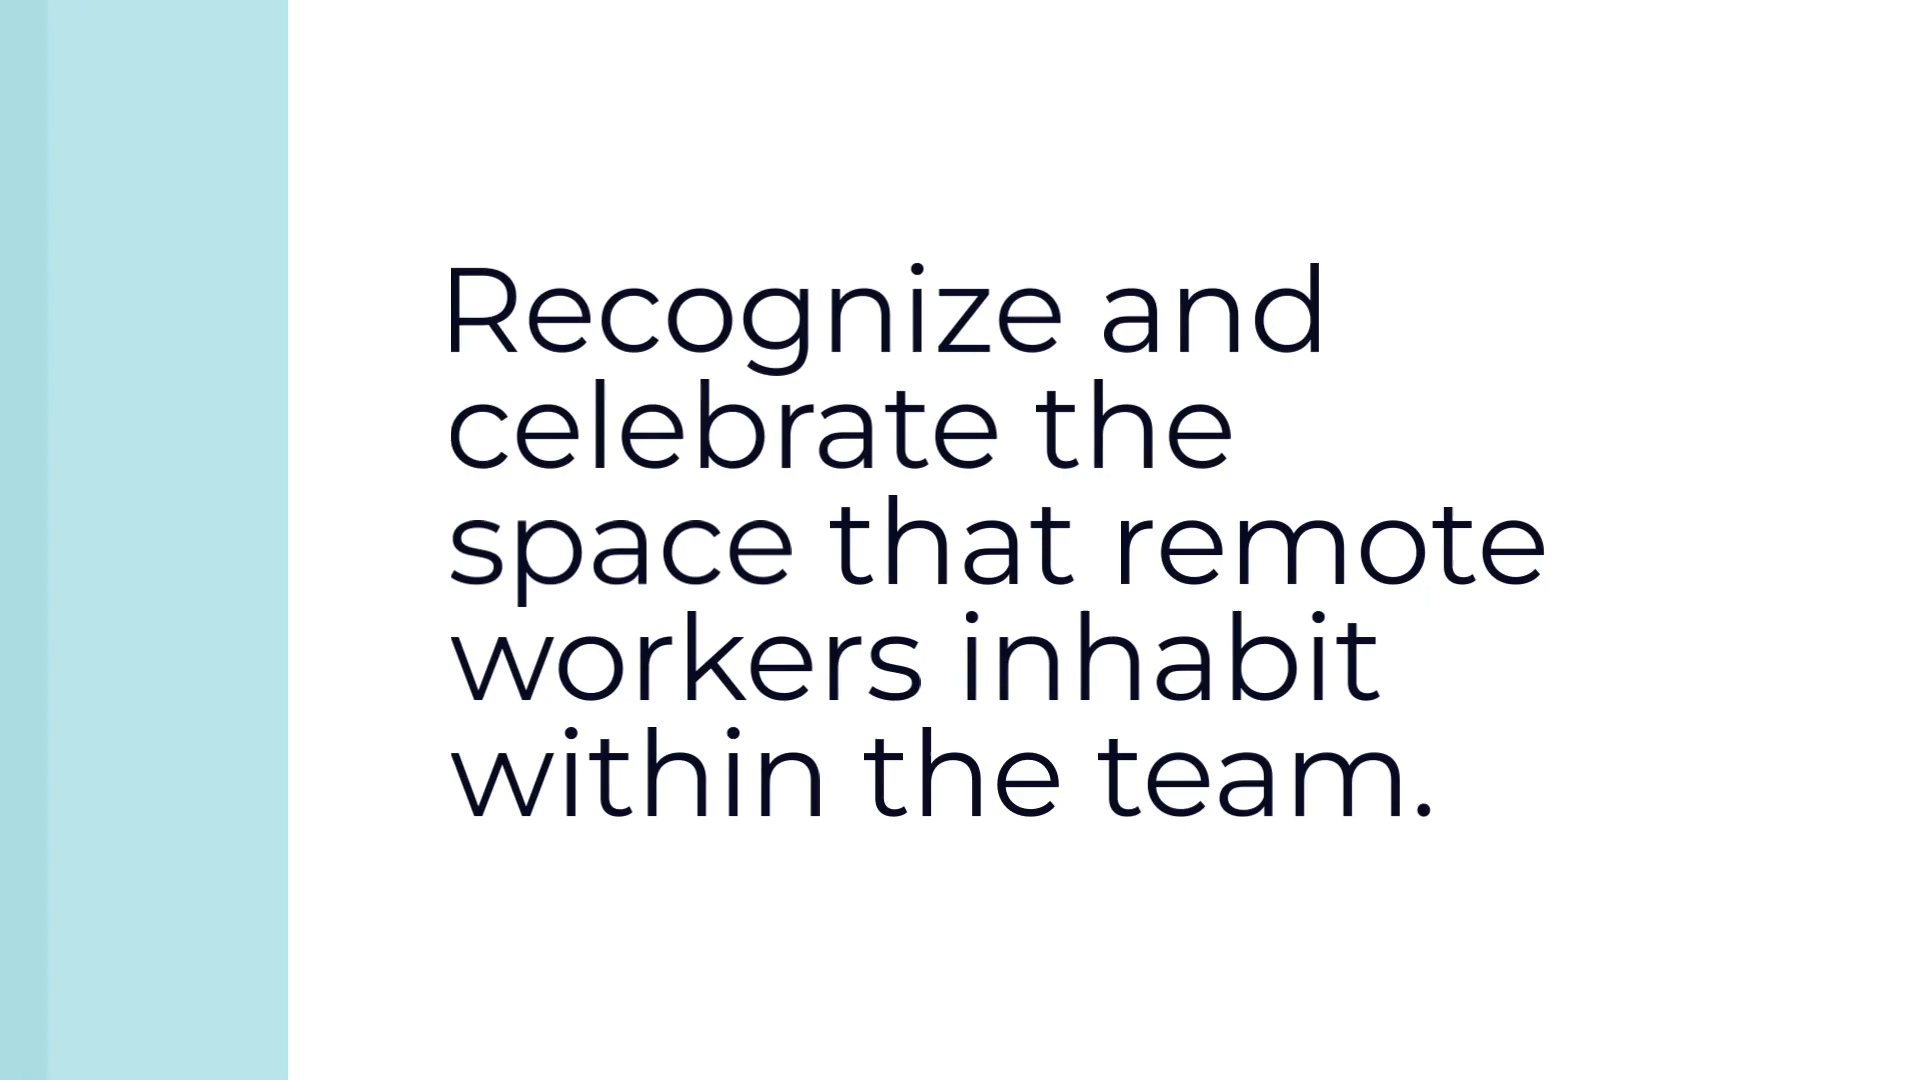 Recognize and
celebrate the
space that remote
workers inhabit
within the team.